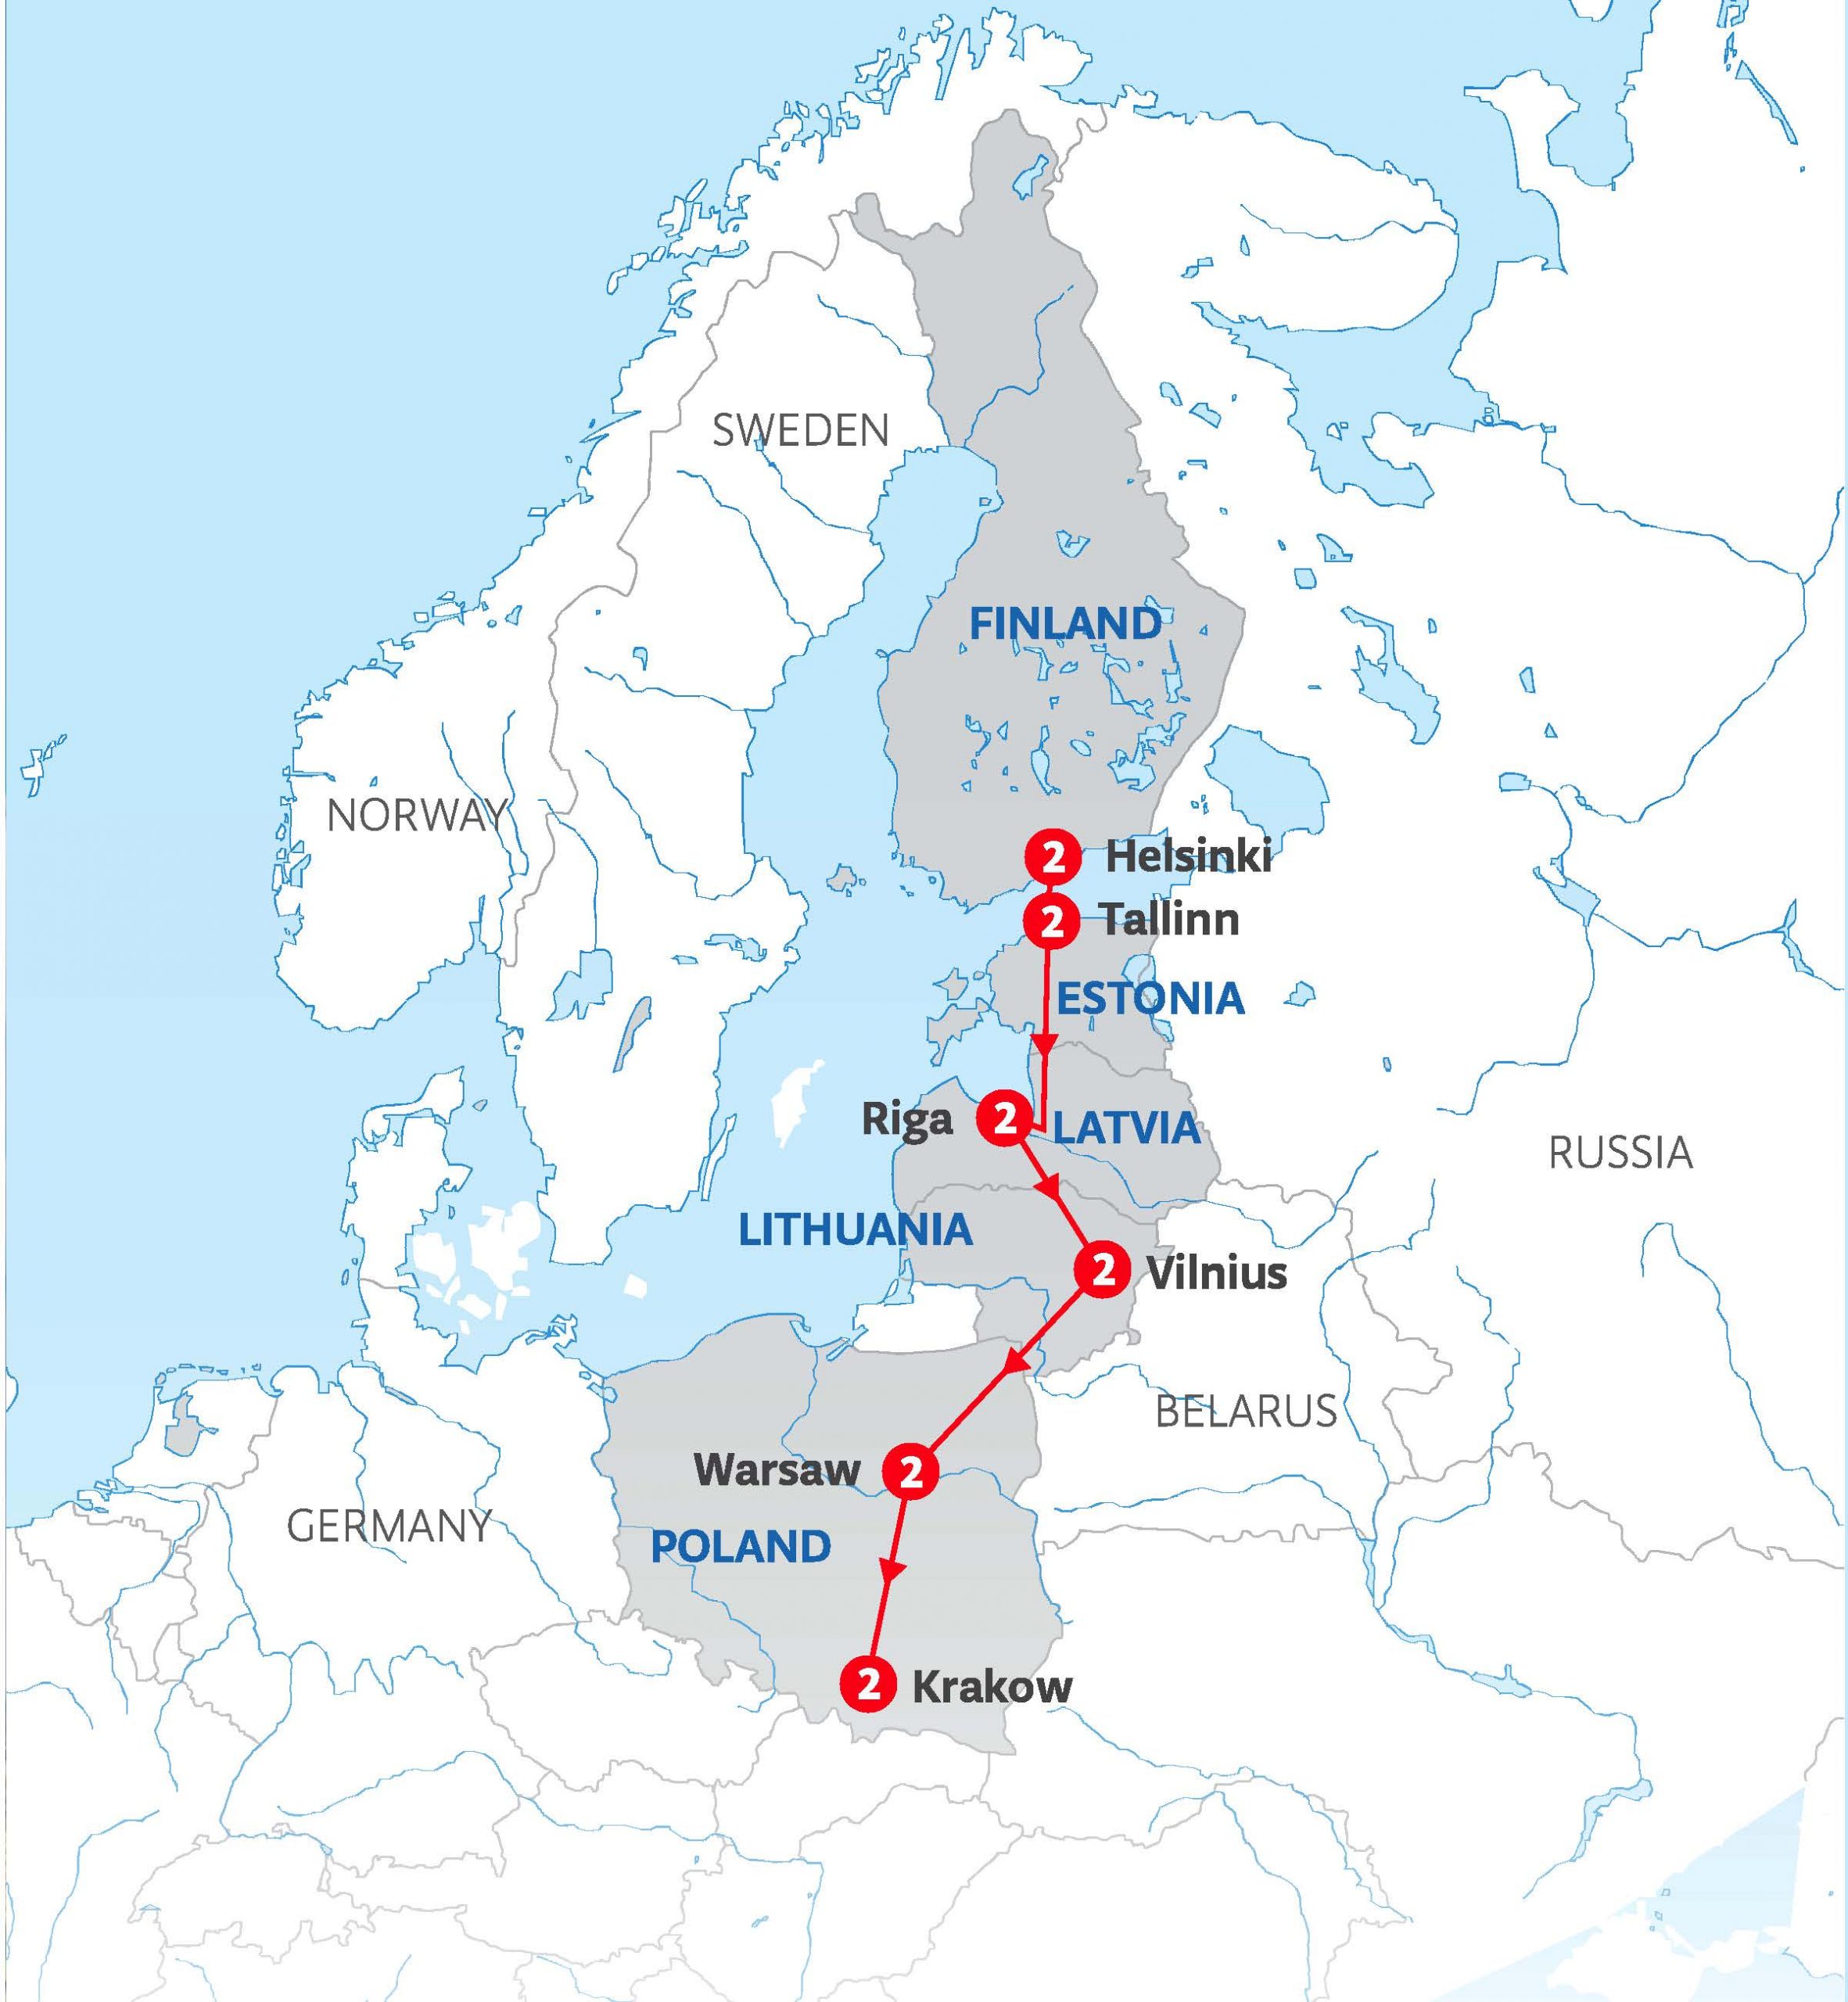 SWEDEN
FINLAND
NORWAY
2 Helsinki
2 Tallinn
ESTONIA
Riga 2 LATVIA
RUSSIA
LITHUANIA
2 Vilnius
BELARUS
Warsaw 2
GERMANY
POLAND
2 Krakow